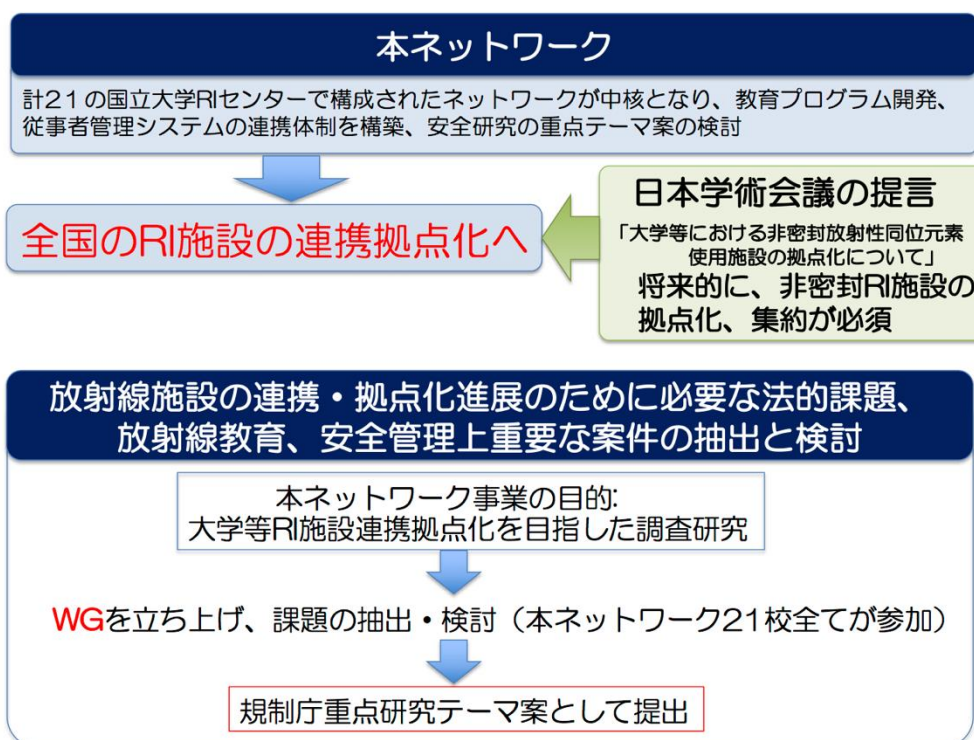 本ネットワーク
計21の国立大学RIセンターで構成されたネットワークが中核となり、教育プログラム開発、
従事者管理システムの連携体制を構築、安全研究の重点テーマ案の検討
全国のRI施設の連携拠点化へ
日本学術会議の提言
「大学等における非密封放射性同位元素
使用施設の拠点化について」
将来的に、非密封RI施設の
拠点化、集約が必須
放射線施設の連携・拠点化進展のために必要な法的課題、
放射線教育、安全管理上重要な案件の抽出と検討
本ネットワーク事業の目的:
大学等RI施設連携拠点化を目指した調査研究
WGを立ち上げ、課題の抽出・検討（本ネットワーク21校全てが参加）
規制庁重点研究テーマ案として提出